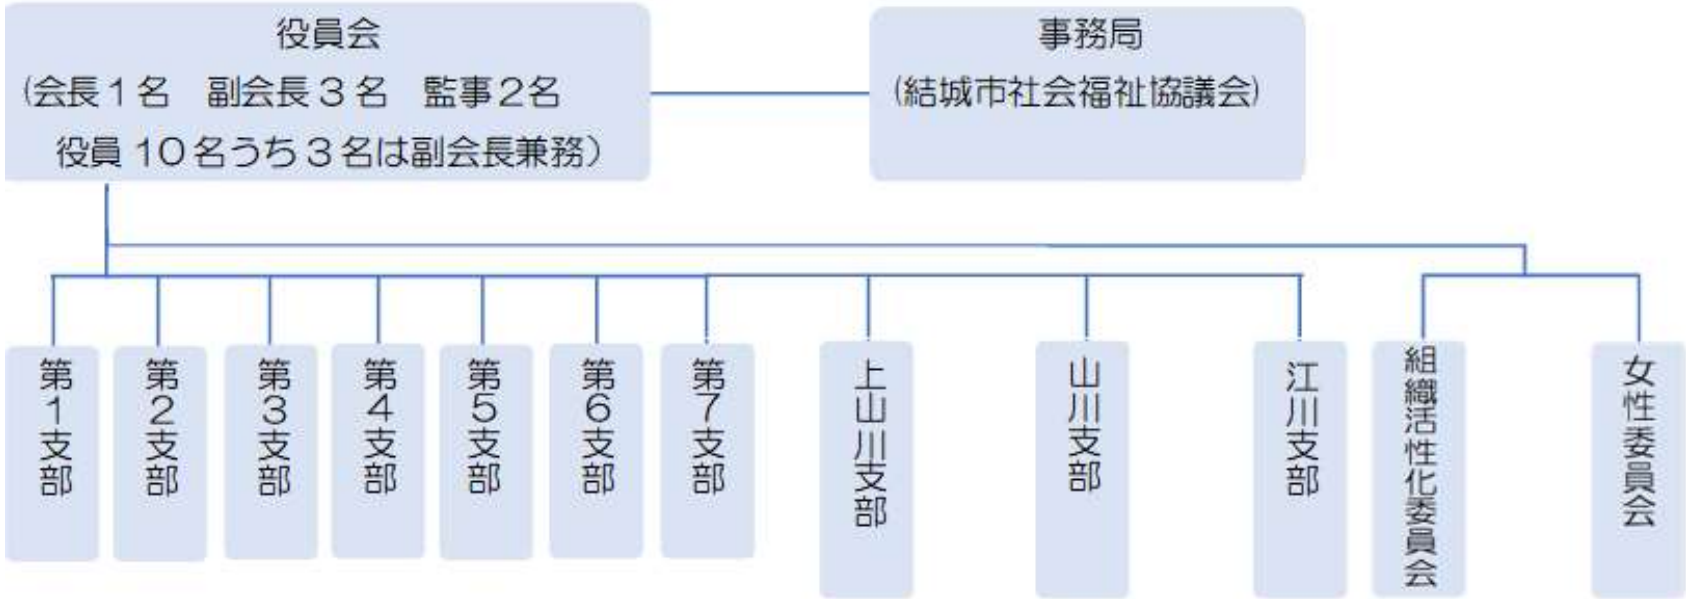 役員会
(会長１名　副会長３名　監事２名
役員１０名うち３名は副会長兼務）
事務局
(結城市社会福祉協議会)
第１支部
第２支部
第３支部
第４支部
第５支部
第６支部
第７支部
上山川支部
山川支部
江川支部
組織活性化委員会
女性委員会